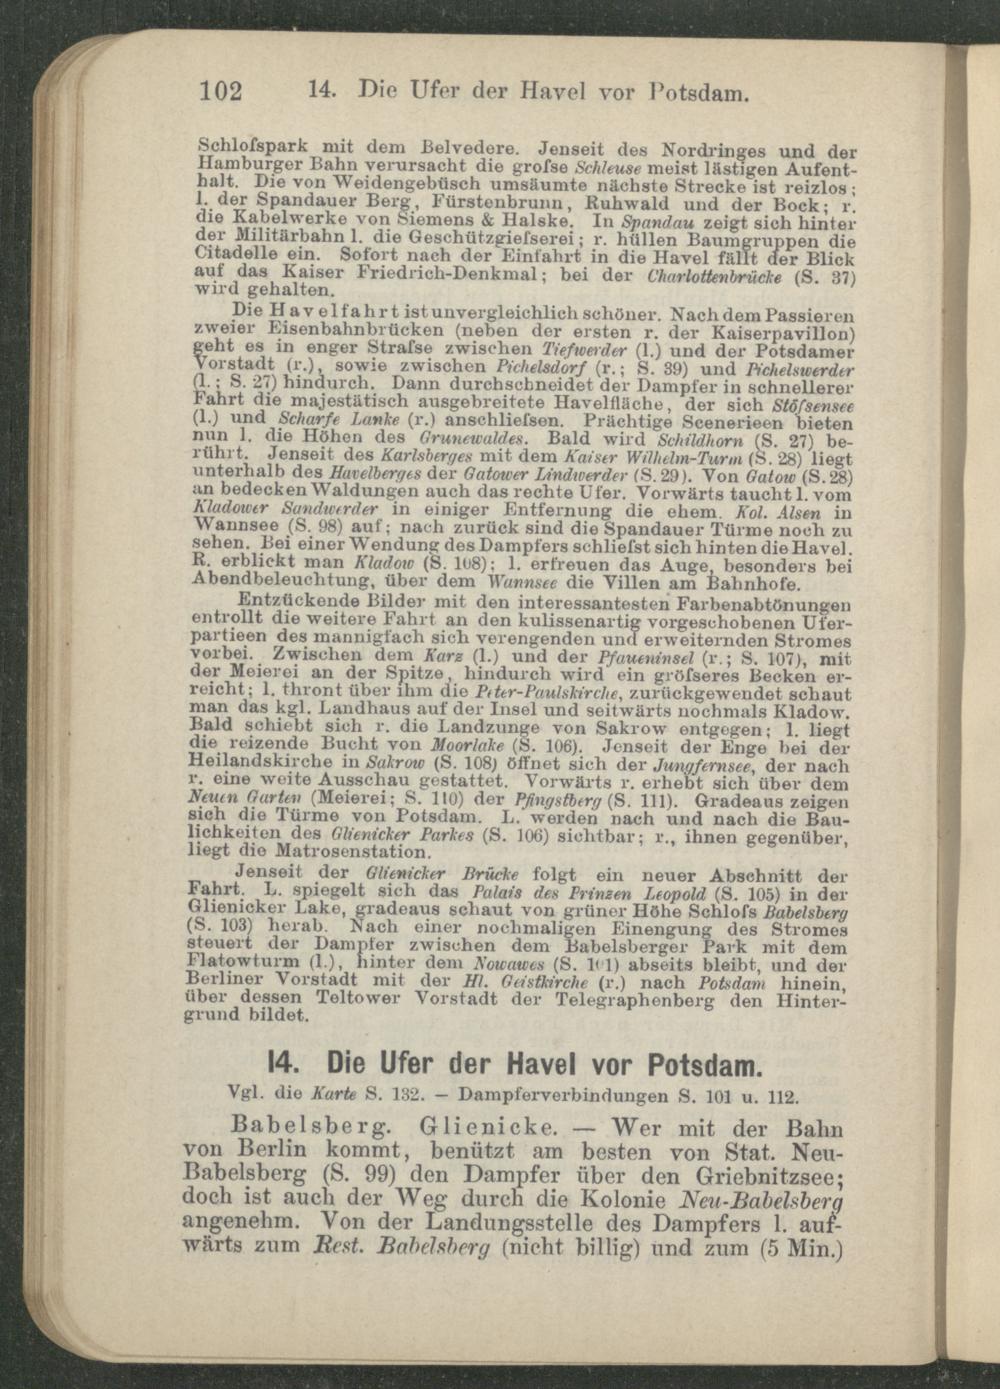 102 14. Die Ufer der Havel vor Potsdam.
Schloſspark mit dem Belvedere. Jenseit des Nordringes und der
Hamburger Bahn verursacht die groſse Schleuse meist lästigen Aufent-
halt. Die von Weidengebüsch umsäumte nächste Strecke ist reizlos;
l. der Spandauer Berg, Fürstenbrunn, Ruhwald und der Bock; r.
die Kabelwerke von Siemens & Halske. In Spandau zeigt sich hinter
der Militärbahn l. die Geschützgieſserei; r. hüllen Baumgruppen die
Citadelle ein. Sofort nach der Einfahrt in die Havel fällt der Blick
auf das Kaiser Friedrich-Denkmal; bei der Charlottenbrücke (S. 37)
wird gehalten.
Die Havelfahrt ist unvergleichlich schöner. Nach dem Passieren
zweier Eisenbahnbrücken (neben der ersten r. der Kaiserpavillon)
geht es in enger Straſse zwischen Tiefwerder (l.) und der Potsdamer
Vorstadt (r.), sowie zwischen Pichelsdorf (r.; S. 39) und Pichelswerder
(l.; S. 27) hindurch. Dann durchschneidet der Dampfer in schnellerer
Fahrt die majestätisch ausgebreitete Havelfläche, der sich Stöſsensee
(l.) und Scharfe Lanke (r.) anschlieſsen. Prächtige Scenerieen bieten
nun l. die Höhen des Grunewaldes. Bald wird Schildhorn (S. 27) be-
rührt. Jenseit des Karlsberges mit dem Kaiser Wilhelm-Turm (S. 28) liegt
unterhalb des Havelberges der Gatower Lindwerder (S. 29). Von Gatow (S. 28)
an bedecken Waldungen auch das rechte Ufer. Vorwärts taucht l. vom
Kladower Sandwerder in einiger Entfernung die ehem. Kol. Alsen in
Wannsee (S. 98) auf; nach zurück sind die Spandauer Türme noch zu
sehen. Bei einer Wendung des Dampfers schlieſst sich hinten die Havel.
R. erblickt man Kladow (S. 108); l. erfreuen das Auge, besonders bei
Abendbeleuchtung, über dem Wannsee die Villen am Bahnhofe.
Entzückende Bilder mit den interessantesten Farbenabtönungen
entrollt die weitere Fahrt an den kulissenartig vorgeschobenen Ufer-
partieen des mannigfach sich verengenden und erweiternden Stromes
vorbei. Zwischen dem Karz (l.) und der Pfaueninsel (r.; S. 107), mit
der Meierei an der Spitze, hindurch wird ein gröſseres Becken er-
reicht; l. thront über ihm die Peter-Paulskirche, zurückgewendet schaut
man das kgl. Landhaus auf der Insel und seitwärts nochmals Kladow.
Bald schiebt sich r. die Landzunge von Sakrow entgegen; l. liegt
die reizende Bucht von Moorlake (S. 106). Jenseit der Enge bei der
Heilandskirche in Sakrow (S. 108) öffnet sich der Jungfernsee, der nach
r. eine weite Ausschau gestattet. Vorwärts r. erhebt sich über dem
Neuen Garten (Meierei; S. 110) der Pfingstberg (S. 111). Gradeaus zeigen
sich die Türme von Potsdam. L. werden nach und nach die Bau-
lichkeiten des Glienicker Parkes (S. 106) sichtbar; r., ihnen gegenüber,
liegt die Matrosenstation.
Jenseit der Glienicker Brücke folgt ein neuer Abschnitt der
Fahrt. L. spiegelt sich das Palais des Prinzen Leopold (S. 105) in der
Glienicker Lake, gradeaus schaut von grüner Höhe Schloſs Babelsberg
(S. 103) herab. Nach einer nochmaligen Einengung des Stromes
steuert der Dampfer zwischen dem Babelsberger Park mit dem
Flatowturm (l.), hinter dem Nowawes (S. 101) abseits bleibt, und der
Berliner Vorstadt mit der Hl. Geistkirche (r.) nach Potsdam hinein,
über dessen Teltower Vorstadt der Telegraphenberg den Hinter-
grund bildet.
14. Die Ufer der Havel vor Potsdam.
Vgl. die Karte S. 132. — Dampferverbindungen S. 101 u. 112.
Babelsberg. Glienicke. — Wer mit der Bahn
von Berlin kommt, benützt am besten von Stat. Neu-
Babelsberg (S. 99) den Dampfer über den Griebnitzsee;
doch ist auch der Weg durch die Kolonie Neu-Babelsberg
angenehm. Von der Landungsstelle des Dampfers l. auf-
wärts zum Rest. Babelsberg (nicht billig) und zum (5 Min.)